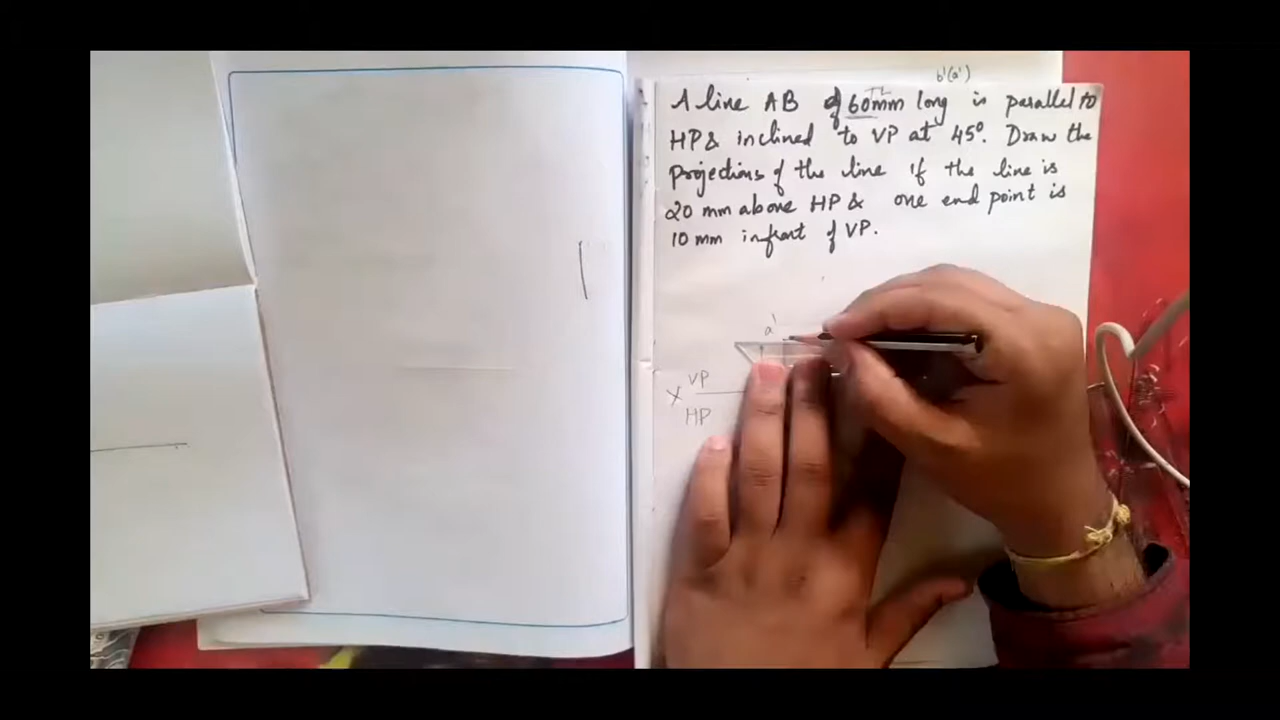 b'(a')
TL
A line AB of 60mm long is parallel to
HP& inclined to VP at 45°. Draw the
projections of the line if the line is
20 mm above HP & one end point is
10 mm infront of VP.
a'
VP
X
HP